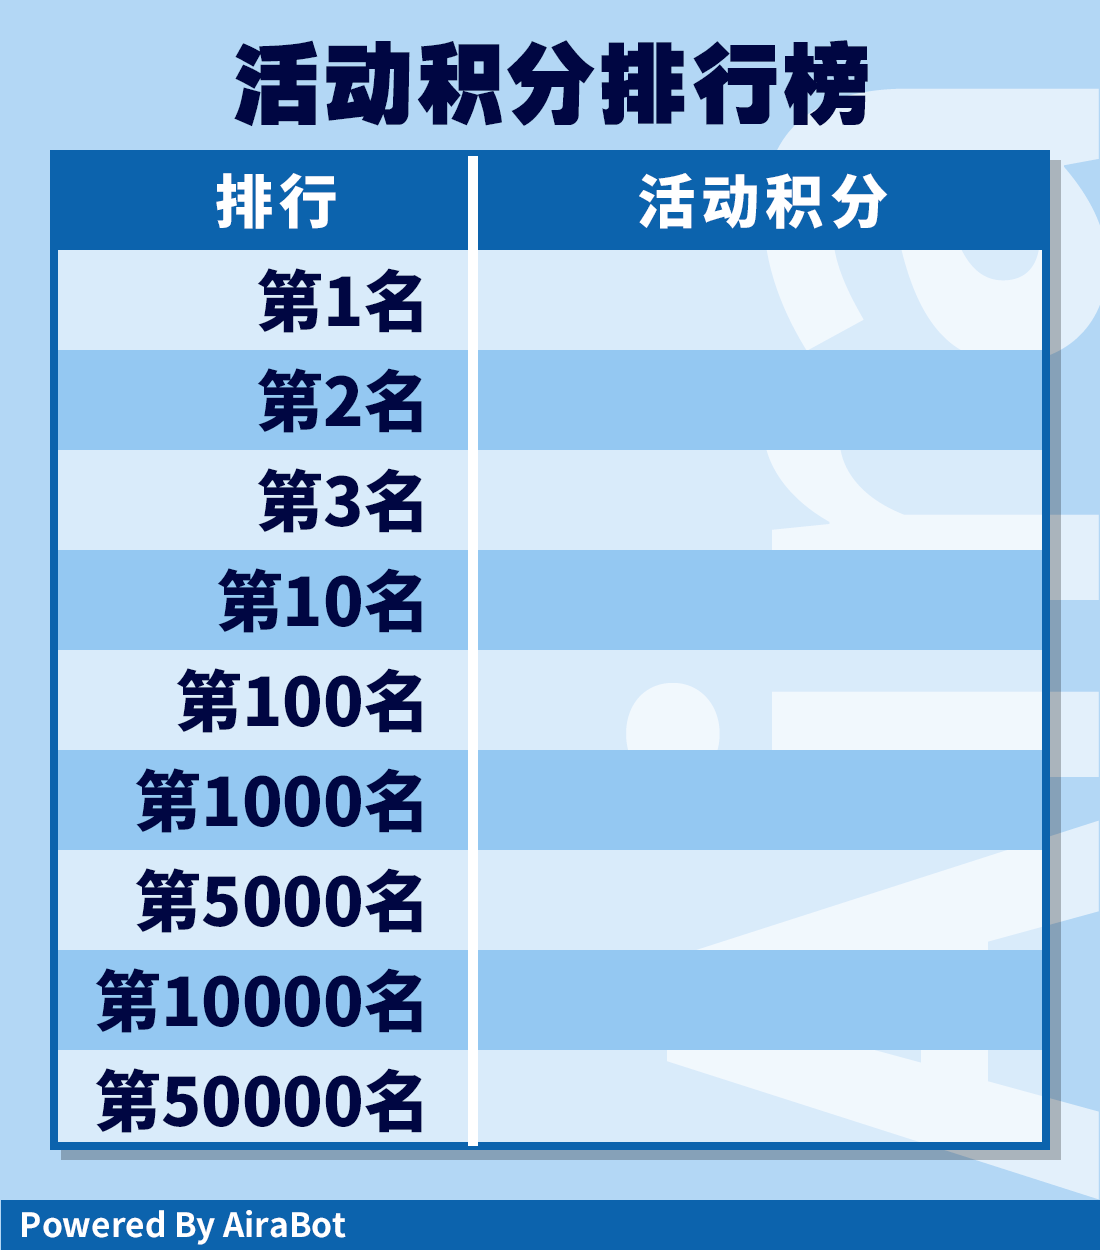 活动积分排行榜
排行 活动积分
第1名
第2名
第3名
第10名
第100名
第1000名
第5000名
第10000名
第50000名
Aira
Powered By AiraBot